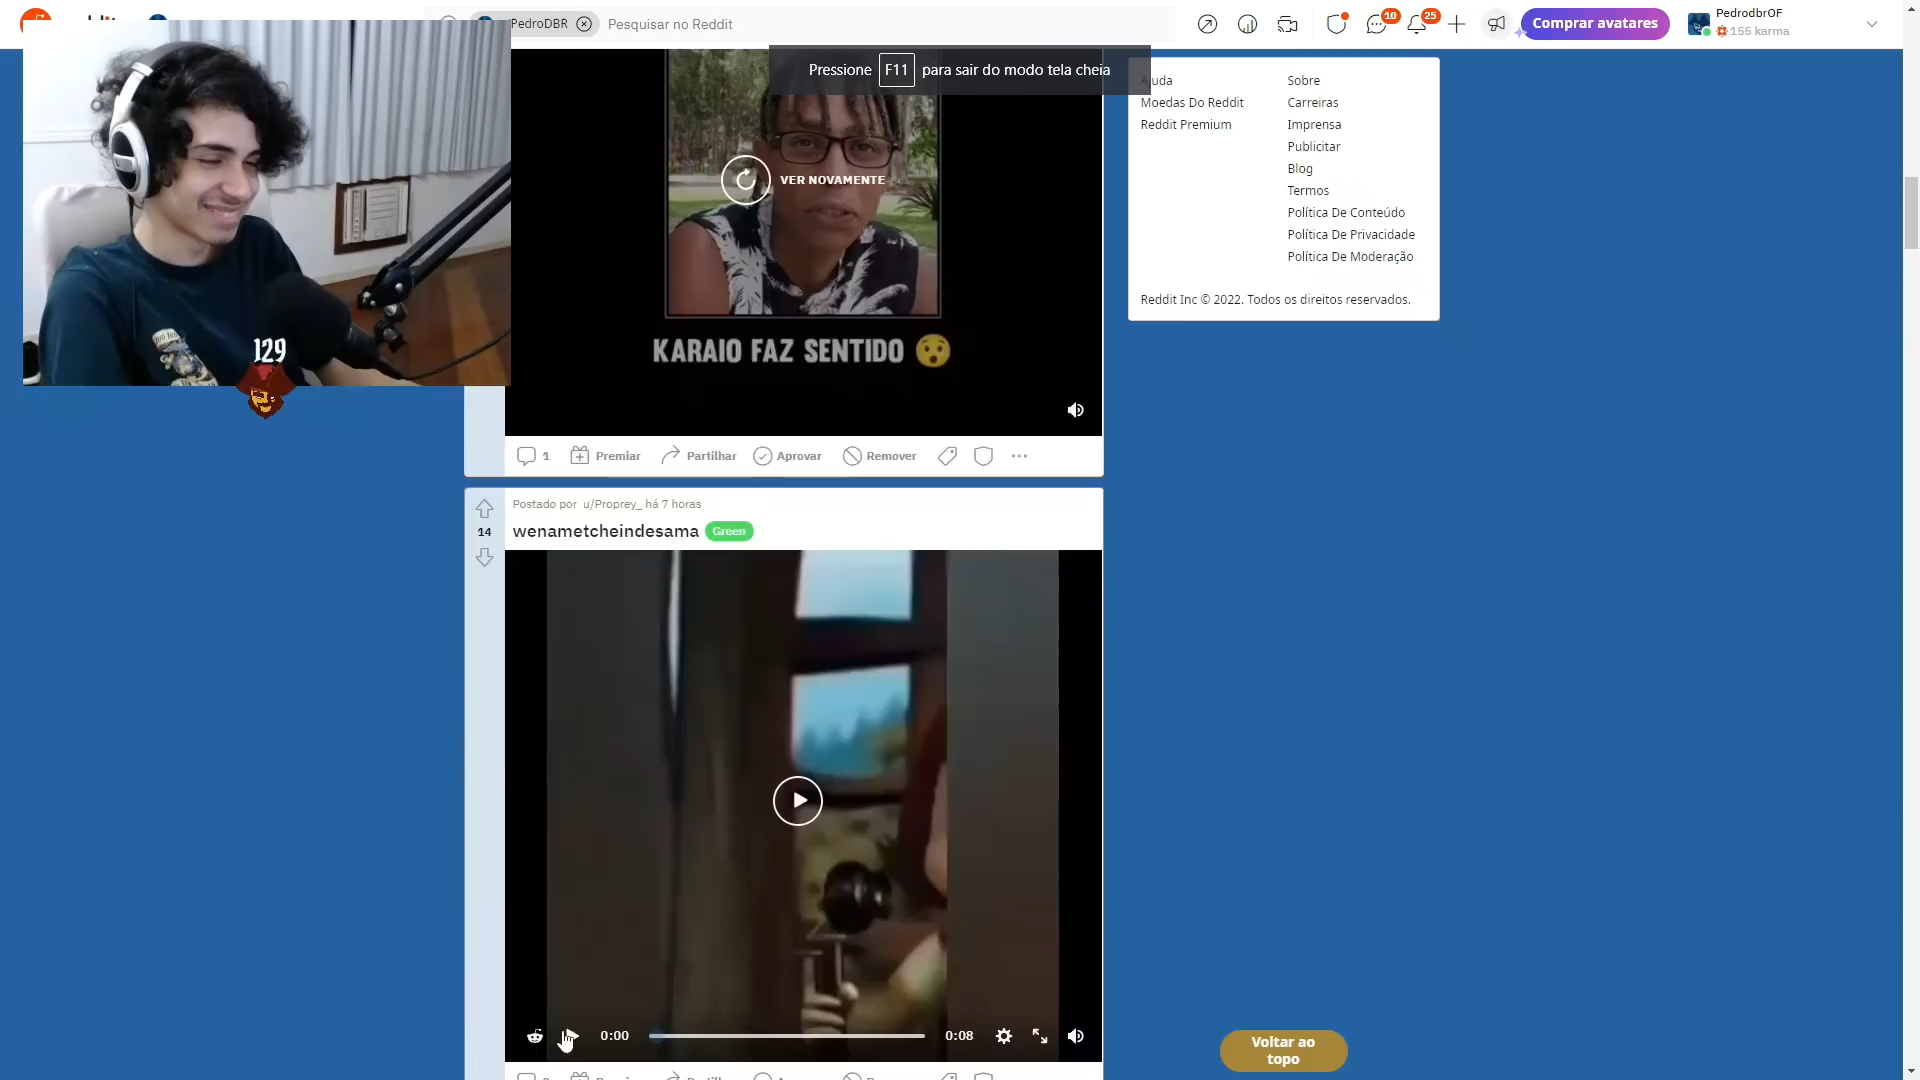 PedroDBR
Pesquisar no Reddit
10
25
Comprar avatares
PedrodbrOF
155 karma
Pressione F11 para sair do modo tela cheia
VER NOVAMENTE
KARAIO FAZ SENTIDO 😯
129
1
Premiar
Partilhar
Aprovar
Remover
Ajuda
Moedas Do Reddit
Reddit Premium
Sobre
Carreiras
Imprensa
Publicitar
Blog
Termos
Política De Conteúdo
Política De Privacidade
Política De Moderação
Reddit Inc © 2022. Todos os direitos reservados.
14
Postado por u/Proprey_ há 7 horas
wenametcheindesama Green
0:00
0:08
Voltar ao
topo